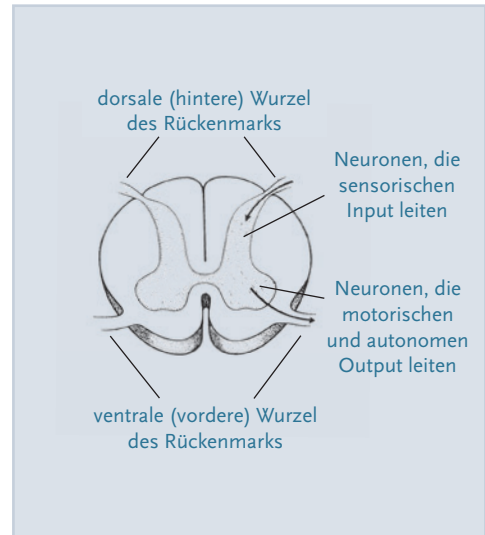 dorsale (hintere) Wurzel
des Rückenmarks
Neuronen, die
sensorischen
Input leiten
Neuronen, die
motorischen
und autonomen
Output leiten
ventrale (vordere) Wurzel
des Rückenmarks